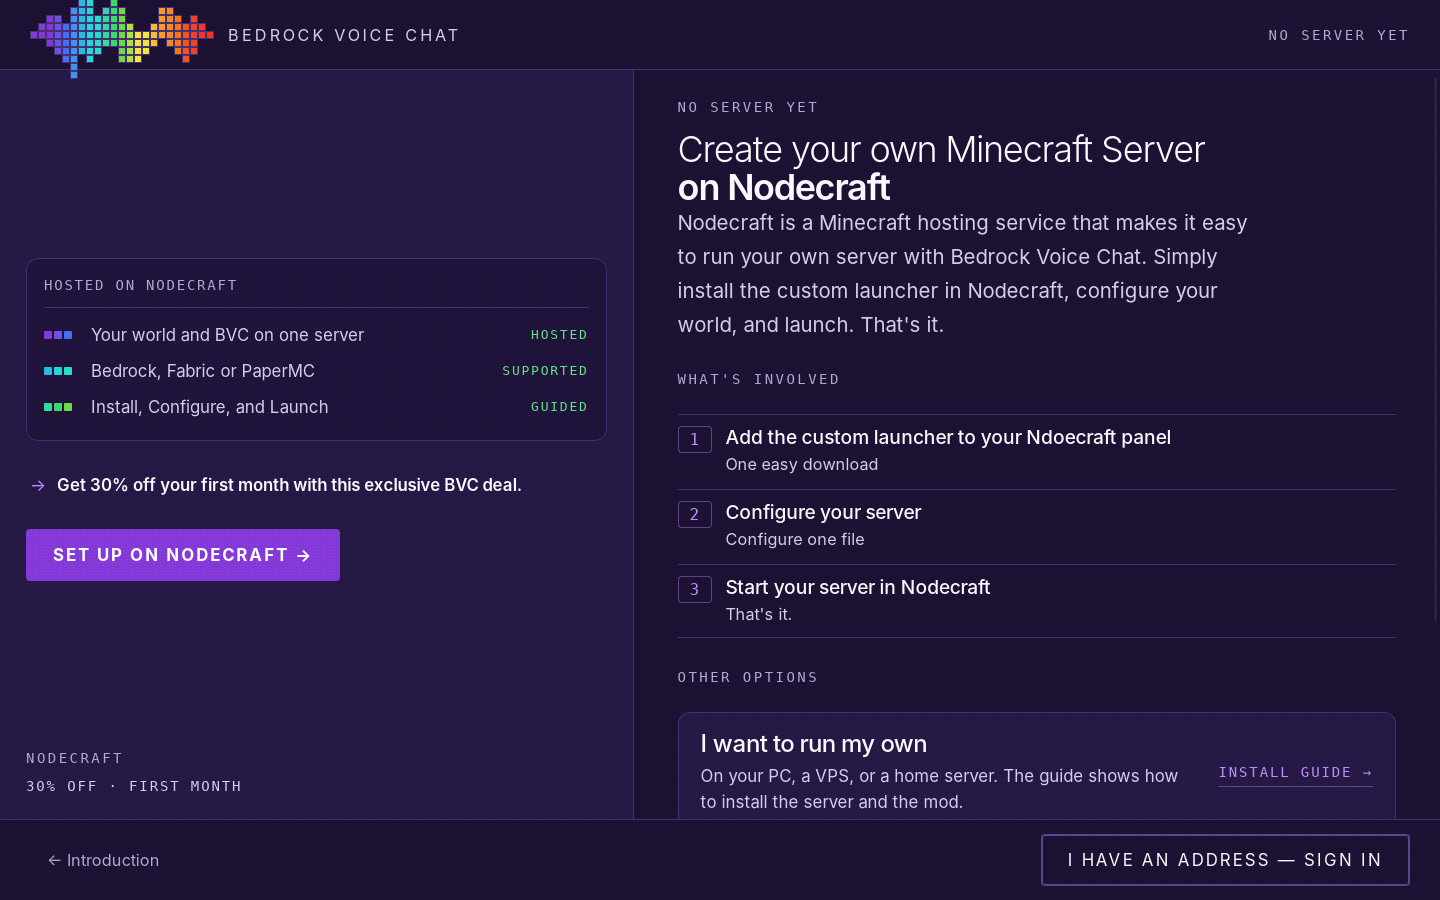 BEDROCK VOICE CHAT
NO SERVER YET
HOSTED ON NODECRAFT
Your world and BVC on one server
HOSTED
Bedrock, Fabric or PaperMC
SUPPORTED
Install, Configure, and Launch
GUIDED
→ Get 30% off your first month with this exclusive BVC deal.
SET UP ON NODECRAFT →
NODECRAFT
30% OFF · FIRST MONTH
NO SERVER YET
Create your own Minecraft Server
on Nodecraft
Nodecraft is a Minecraft hosting service that makes it easy
to run your own server with Bedrock Voice Chat. Simply
install the custom launcher in Nodecraft, configure your
world, and launch. That's it.
WHAT'S INVOLVED
1 Add the custom launcher to your Ndoecraft panel
One easy download
2 Configure your server
Configure one file
3 Start your server in Nodecraft
That's it.
OTHER OPTIONS
I want to run my own
On your PC, a VPS, or a home server. The guide shows how
to install the server and the mod.
INSTALL GUIDE →
← Introduction
I HAVE AN ADDRESS — SIGN IN